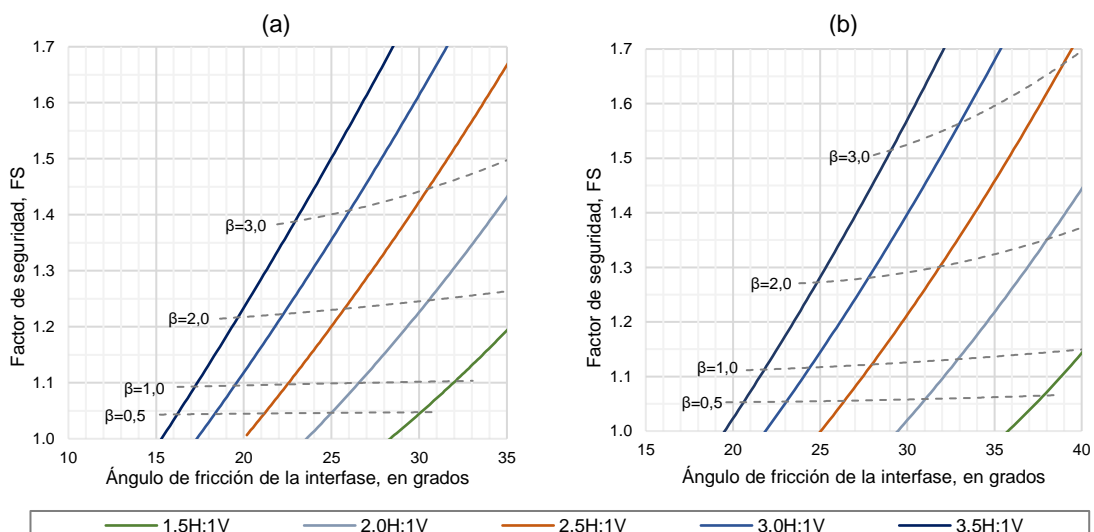 (a)
1.7
1.6
1.5
1.4
1.3
1.2
1.1
1.0
Factor de seguridad, FS
β=3,0
β=2,0
β=1,0
β=0,5
10 15 20 25 30 35
Ángulo de fricción de la interfase, en grados
(b)
1.7
1.6
1.5
1.4
1.3
1.2
1.1
1.0
Factor de seguridad, FS
β=3,0
β=2,0
β=1,0
β=0,5
15 20 25 30 35 40
Ángulo de fricción de la interfase, en grados
1.5H:1V 2.0H:1V 2.5H:1V 3.0H:1V 3.5H:1V